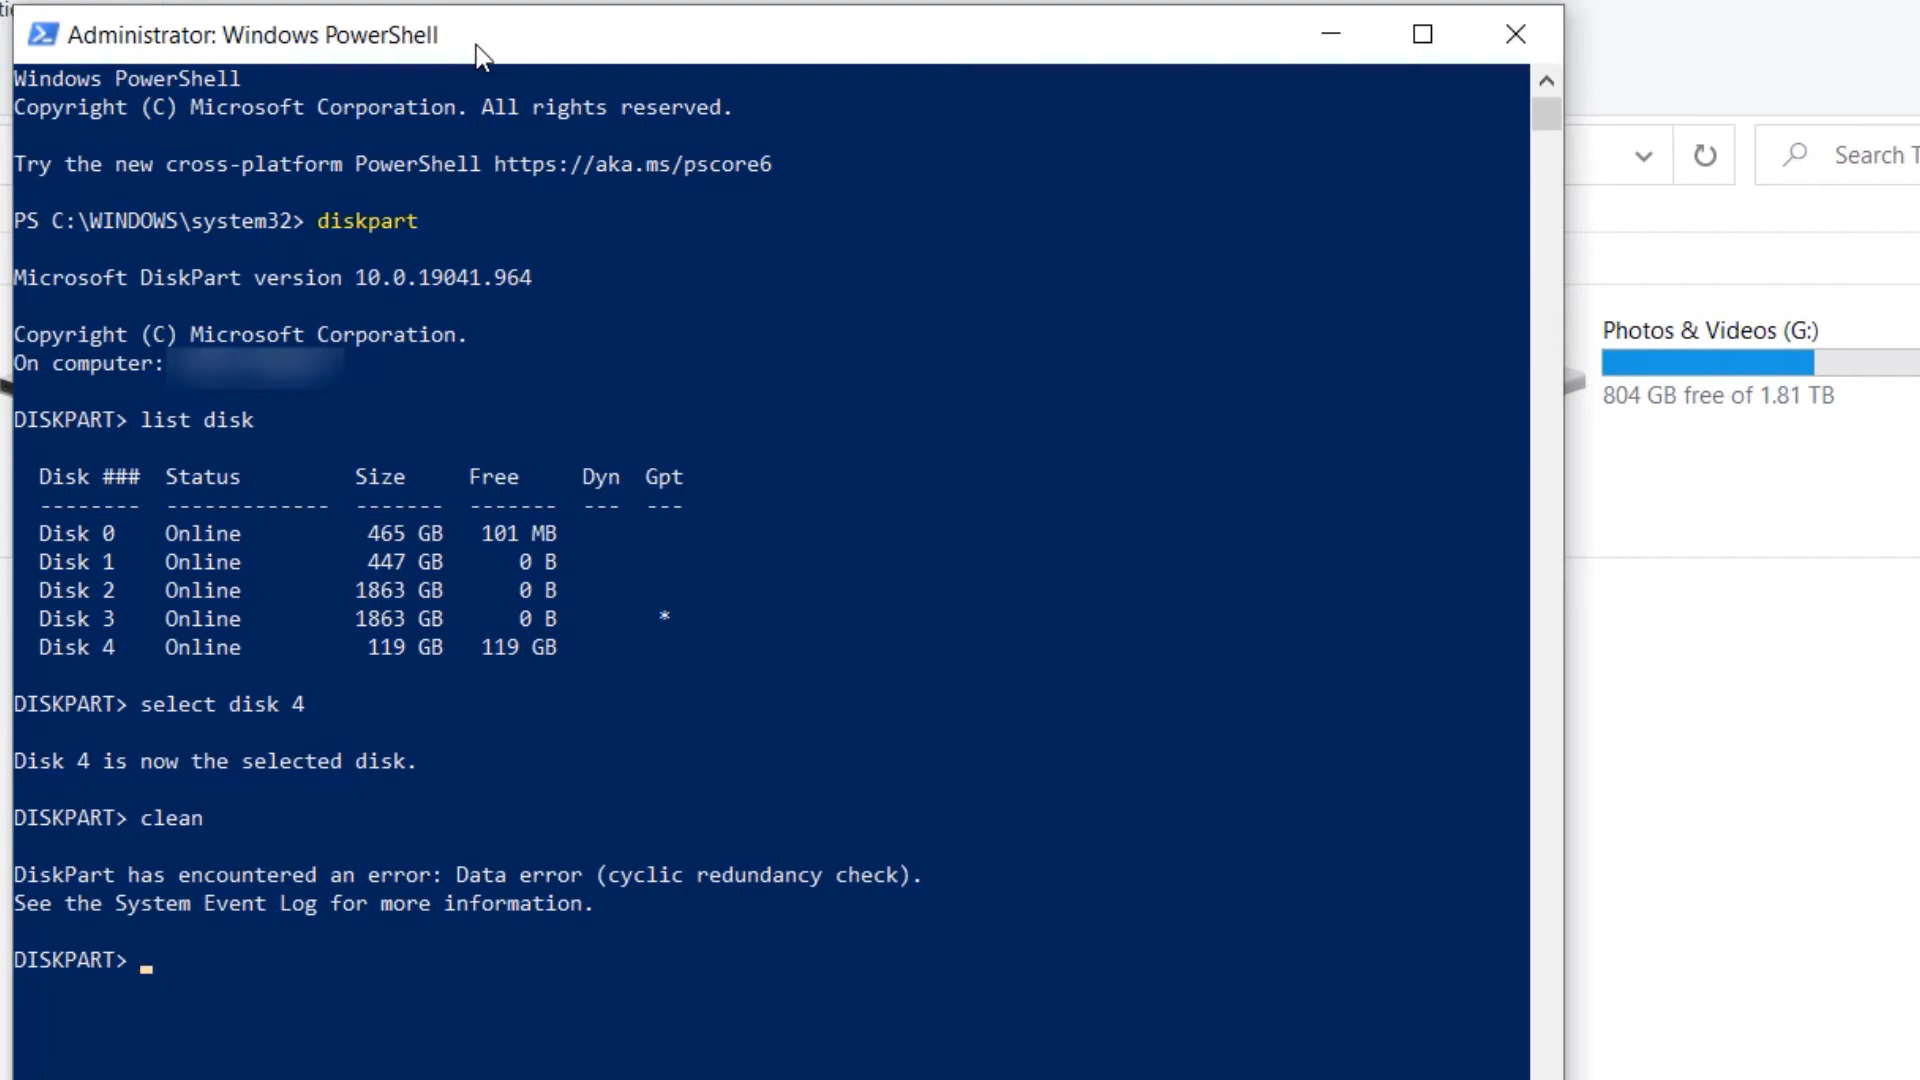 Administrator: Windows PowerShell
Windows PowerShell
Copyright (C) Microsoft Corporation. All rights reserved.
Try the new cross-platform PowerShell https://aka.ms/pscore6
PS C:\WINDOWS\system32> diskpart
Microsoft DiskPart version 10.0.19041.964
Copyright (C) Microsoft Corporation.
On computer:
DISKPART> list disk
Disk ### Status Size Free Dyn Gpt
-------- ------------- ------- ------- --- ---
Disk 0 Online 465 GB 101 MB
Disk 1 Online 447 GB 0 B
Disk 2 Online 1863 GB 0 B
Disk 3 Online 1863 GB 0 B *
Disk 4 Online 119 GB 119 GB
DISKPART> select disk 4
Disk 4 is now the selected disk.
DISKPART> clean
DiskPart has encountered an error: Data error (cyclic redundancy check).
See the System Event Log for more information.
DISKPART>
Search T
Photos & Videos (G:)
804 GB free of 1.81 TB